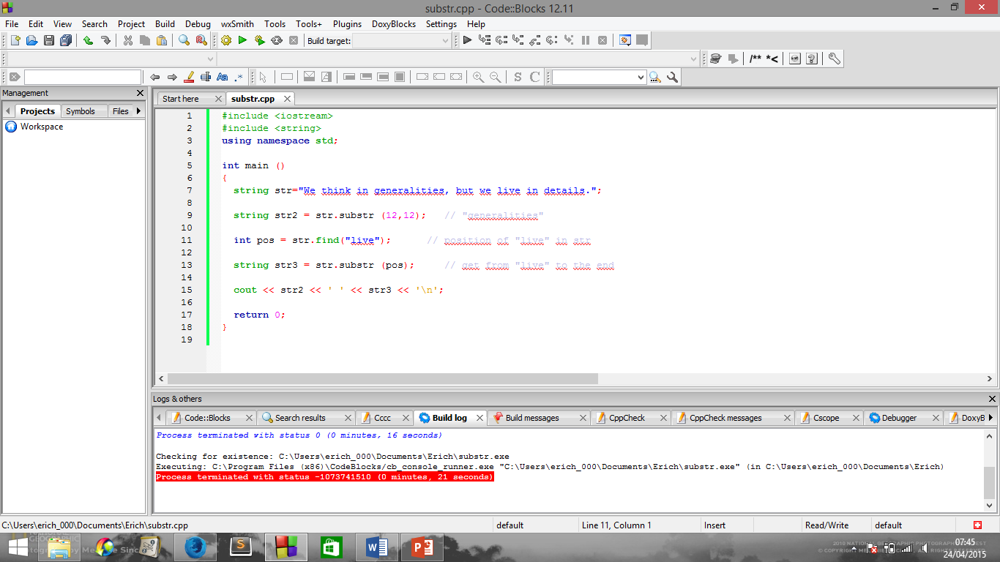 substr.cpp - Code::Blocks 12.11
File Edit View Search Project Build Debug wxSmith Tools Tools+ Plugins DoxyBlocks Settings Help
Build target:
/** *<
Aa .*
S C
Management
Projects Symbols Files
Workspace
Start here substr.cpp
1 #include <iostream>
2 #include <string>
3 using namespace std;
4
5 int main ()
6 {
7 string str="We think in generalities, but we live in details.";
8
9 string str2 = str.substr (12,12); // "generalities"
10
11 int pos = str.find("live"); // position of "live" in str
12
13 string str3 = str.substr (pos); // get from "live" to the end
14
15 cout << str2 << ' ' << str3 << '\n';
16
17 return 0;
18 }
19
Logs & others
Code::Blocks Search results Cccc Build log Build messages CppCheck CppCheck messages Cscope Debugger DoxyB
Process terminated with status 0 (0 minutes, 16 seconds)
Checking for existence: C:\Users\erich_000\Documents\Erich\substr.exe
Executing: C:\Program Files (x86)\CodeBlocks/cb_console_runner.exe "C:\Users\erich_000\Documents\Erich\substr.exe" (in C:\Users\erich_000\Documents\Erich)
Process terminated with status -1073741510 (0 minutes, 21 seconds)
C:\Users\erich_000\Documents\Erich\substr.cpp default Line 11, Column 1 Insert Read/Write default
S W P
07:45
24/04/2015